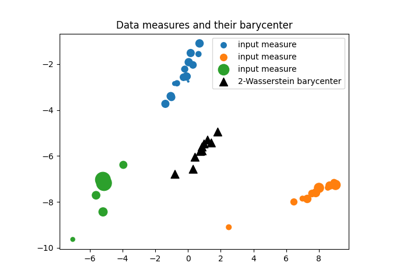 Data measures and their barycenter
input measure
input measure
input measure
2-Wasserstein barycenter
−2
−4
−6
−8
−10
−6 −4 −2 0 2 4 6 8